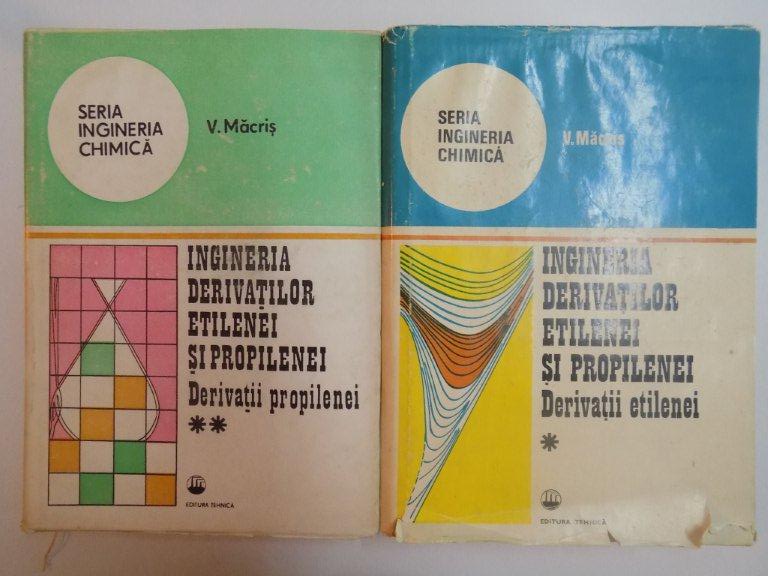 SERIA
INGINERIA
CHIMICĂ
V. Măcriș
INGINERIA
DERIVAȚILOR
ETILENEI
ȘI PROPILENEI
Derivații propilenei
**
EDITURA TEHNICĂ
SERIA
INGINERIA
CHIMICĂ
V. Măcriș
INGINERIA
DERIVAȚILOR
ETILENEI
ȘI PROPILENEI
Derivații etilenei
*
EDITURA TEHNICĂ